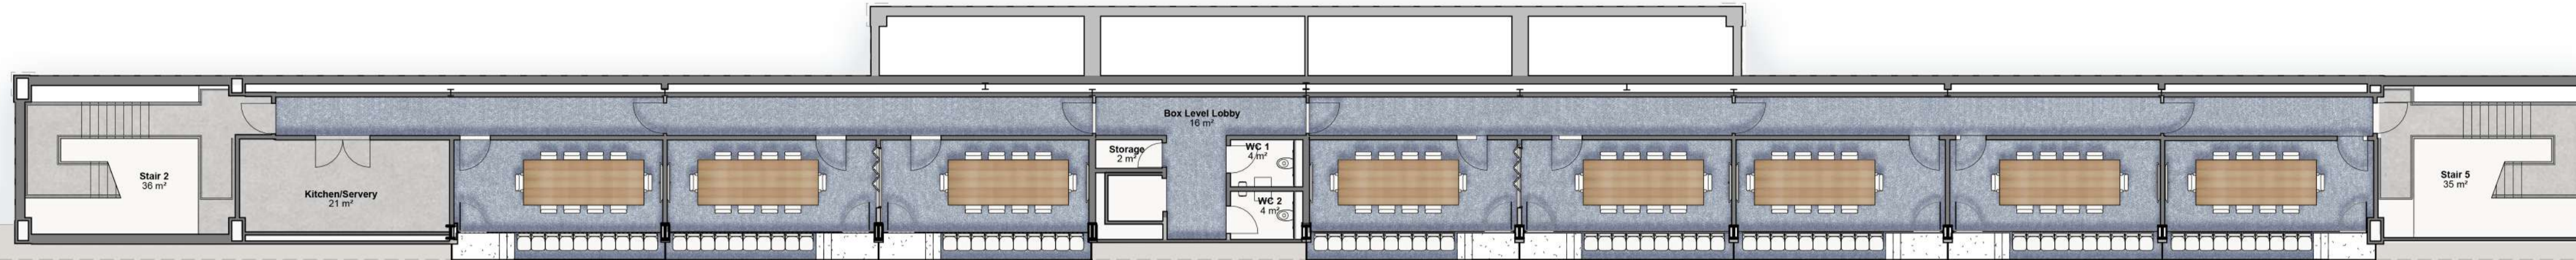 Stair 2
36 m²
Kitchen/Servery
21 m²
Storage
2 m²
Box Level Lobby
16 m²
WC 1
4 m²
WC 2
4 m²
Stair 5
35 m²